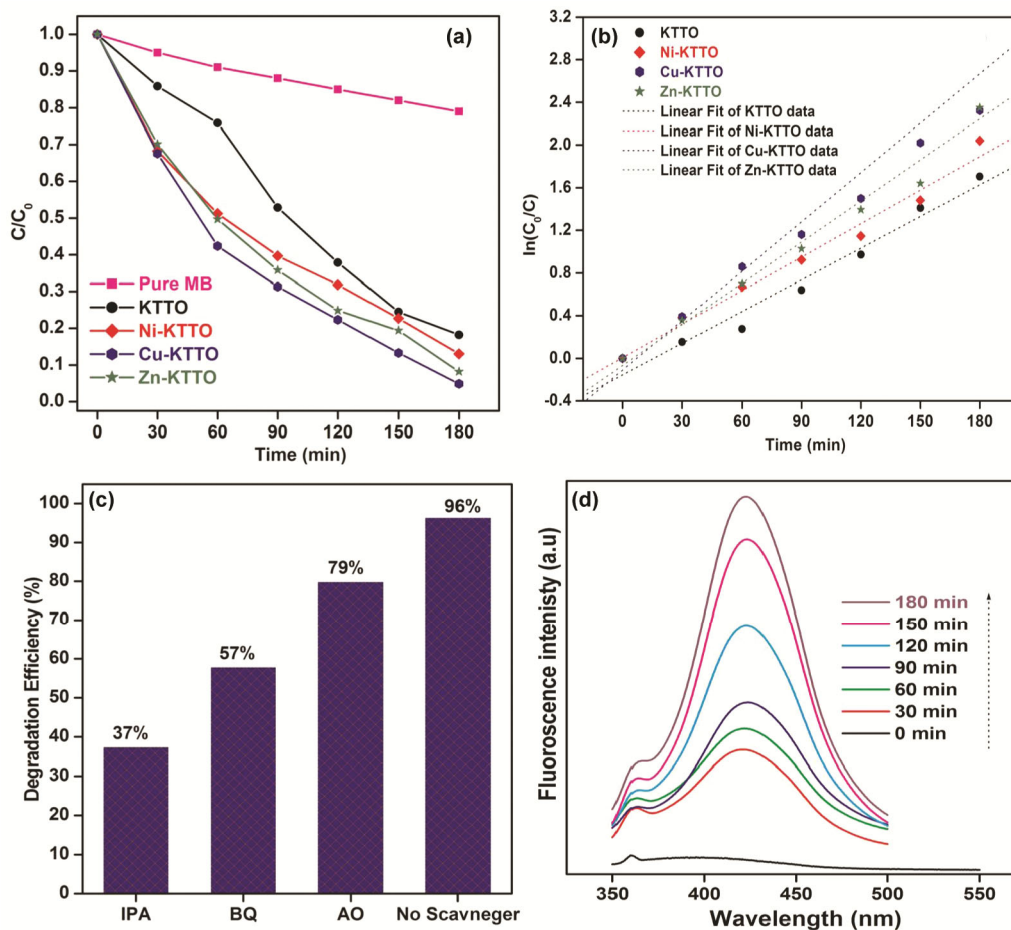 (a)
1.0
0.9
0.8
0.7
0.6
0.5
0.4
0.3
0.2
0.1
0.0
C/C0
Pure MB
KTTO
Ni-KTTO
Cu-KTTO
Zn-KTTO
0 30 60 90 120 150 180
Time (min)
(b)
3.2
2.8
2.4
2.0
1.6
1.2
0.8
0.4
0.0
-0.4
ln(C0/C)
KTTO
Ni-KTTO
Cu-KTTO
Zn-KTTO
Linear Fit of KTTO data
Linear Fit of Ni-KTTO data
Linear Fit of Cu-KTTO data
Linear Fit of Zn-KTTO data
0 30 60 90 120 150 180
Time (min)
(c)
100
90
80
70
60
50
40
30
20
10
0
Degradation Efficiency (%)
37%
57%
79%
96%
IPA BQ AO No Scavneger
(d)
Fluoroscence intenisty (a.u)
180 min
150 min
120 min
90 min
60 min
30 min
0 min
350 400 450 500 550
Wavelength (nm)